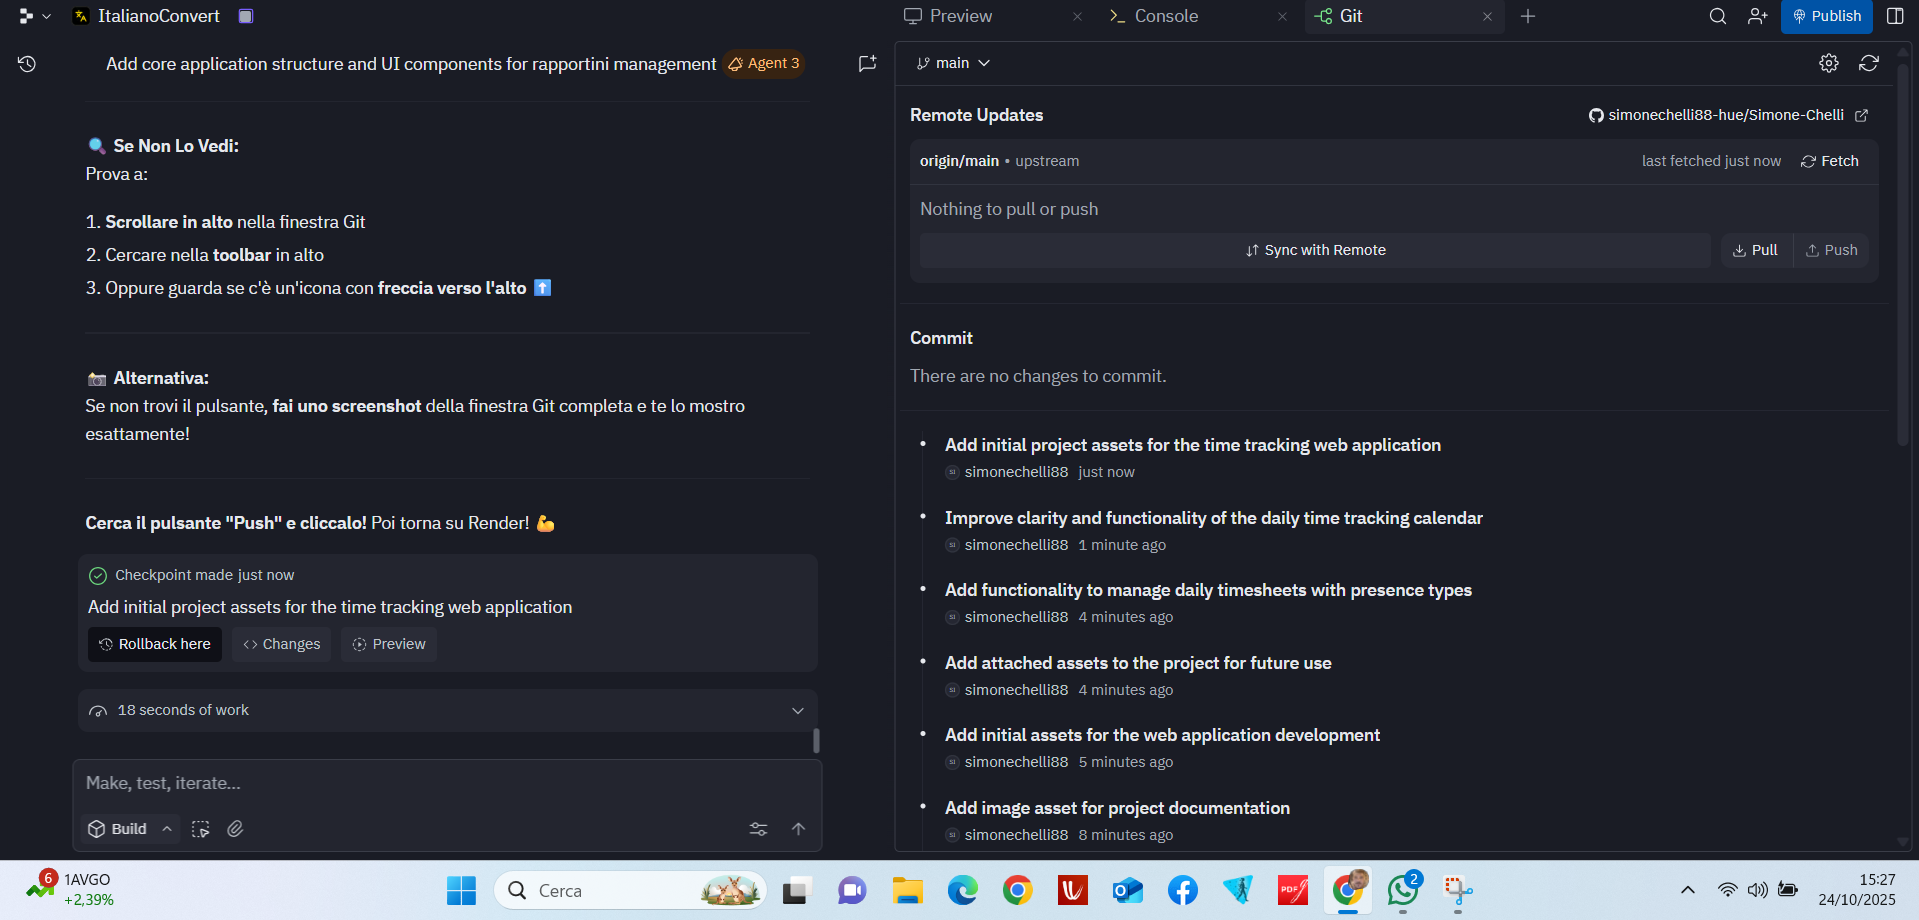 ItalianoConvert
Preview
Console
Git
Publish
Add core application structure and UI components for rapportini management
Agent 3
main
🔍 Se Non Lo Vedi:
Prova a:
1. Scrollare in alto nella finestra Git
2. Cercare nella toolbar in alto
3. Oppure guarda se c'è un'icona con freccia verso l'alto ⬆️
📸 Alternativa:
Se non trovi il pulsante, fai uno screenshot della finestra Git completa e te lo mostro
esattamente!
Cerca il pulsante "Push" e cliccalo! Poi torna su Render! 💪
Checkpoint made just now
Add initial project assets for the time tracking web application
Rollback here
Changes
Preview
18 seconds of work
Make, test, iterate...
Build
Remote Updates
simonechelli88-hue/Simone-Chelli
origin/main • upstream
last fetched just now
Fetch
Nothing to pull or push
Sync with Remote
Pull
Push
Commit
There are no changes to commit.
Add initial project assets for the time tracking web application
SI simonechelli88 just now
Improve clarity and functionality of the daily time tracking calendar
SI simonechelli88 1 minute ago
Add functionality to manage daily timesheets with presence types
SI simonechelli88 4 minutes ago
Add attached assets to the project for future use
SI simonechelli88 4 minutes ago
Add initial assets for the web application development
SI simonechelli88 5 minutes ago
Add image asset for project documentation
SI simonechelli88 8 minutes ago
6
1AVGO
+2,39%
Cerca
PDF
2
15:27
24/10/2025